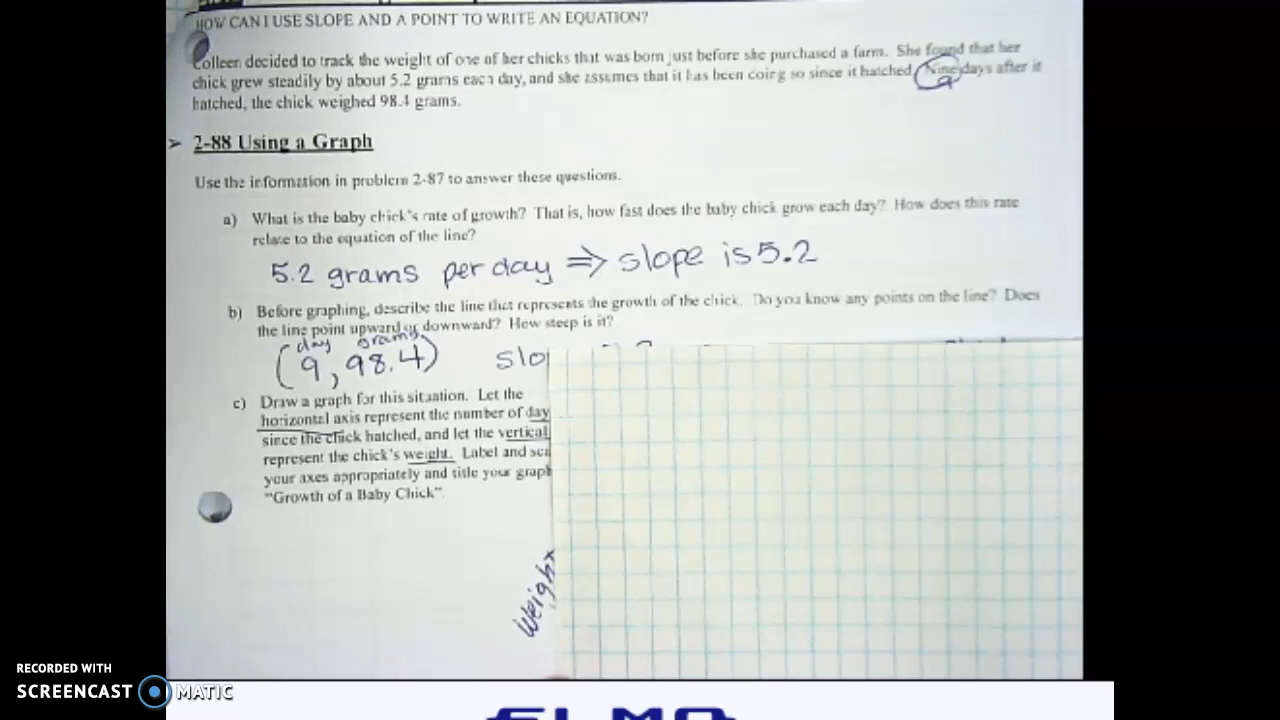 HOW CAN I USE SLOPE AND A POINT TO WRITE AN EQUATION?
Colleen decided to track the weight of one of her chicks that was born just before she purchased a farm. She found that her
chick grew steadily by about 5.2 grams each day, and she assumes that it has been doing so since it hatched. Nine days after it
hatched, the chick weighed 98.4 grams.
➢ 2-88 Using a Graph
Use the information in problem 2-87 to answer these questions.
a) What is the baby chick's rate of growth? That is, how fast does the baby chick grow each day? How does this rate
relate to the equation of the line?
5.2 grams per day ⇒ slope is 5.2
b) Before graphing, describe the line that represents the growth of the chick. Do you know any points on the line? Does
the line point upward or downward? How steep is it?
day grams
(9, 98.4) slo
c) Draw a graph for this situation. Let the
horizontal axis represent the number of day
since the chick hatched, and let the vertical
represent the chick's weight. Label and sca
your axes appropriately and title your graph
"Growth of a Baby Chick".
Weight
RECORDED WITH
SCREENCAST MATIC
ELMO